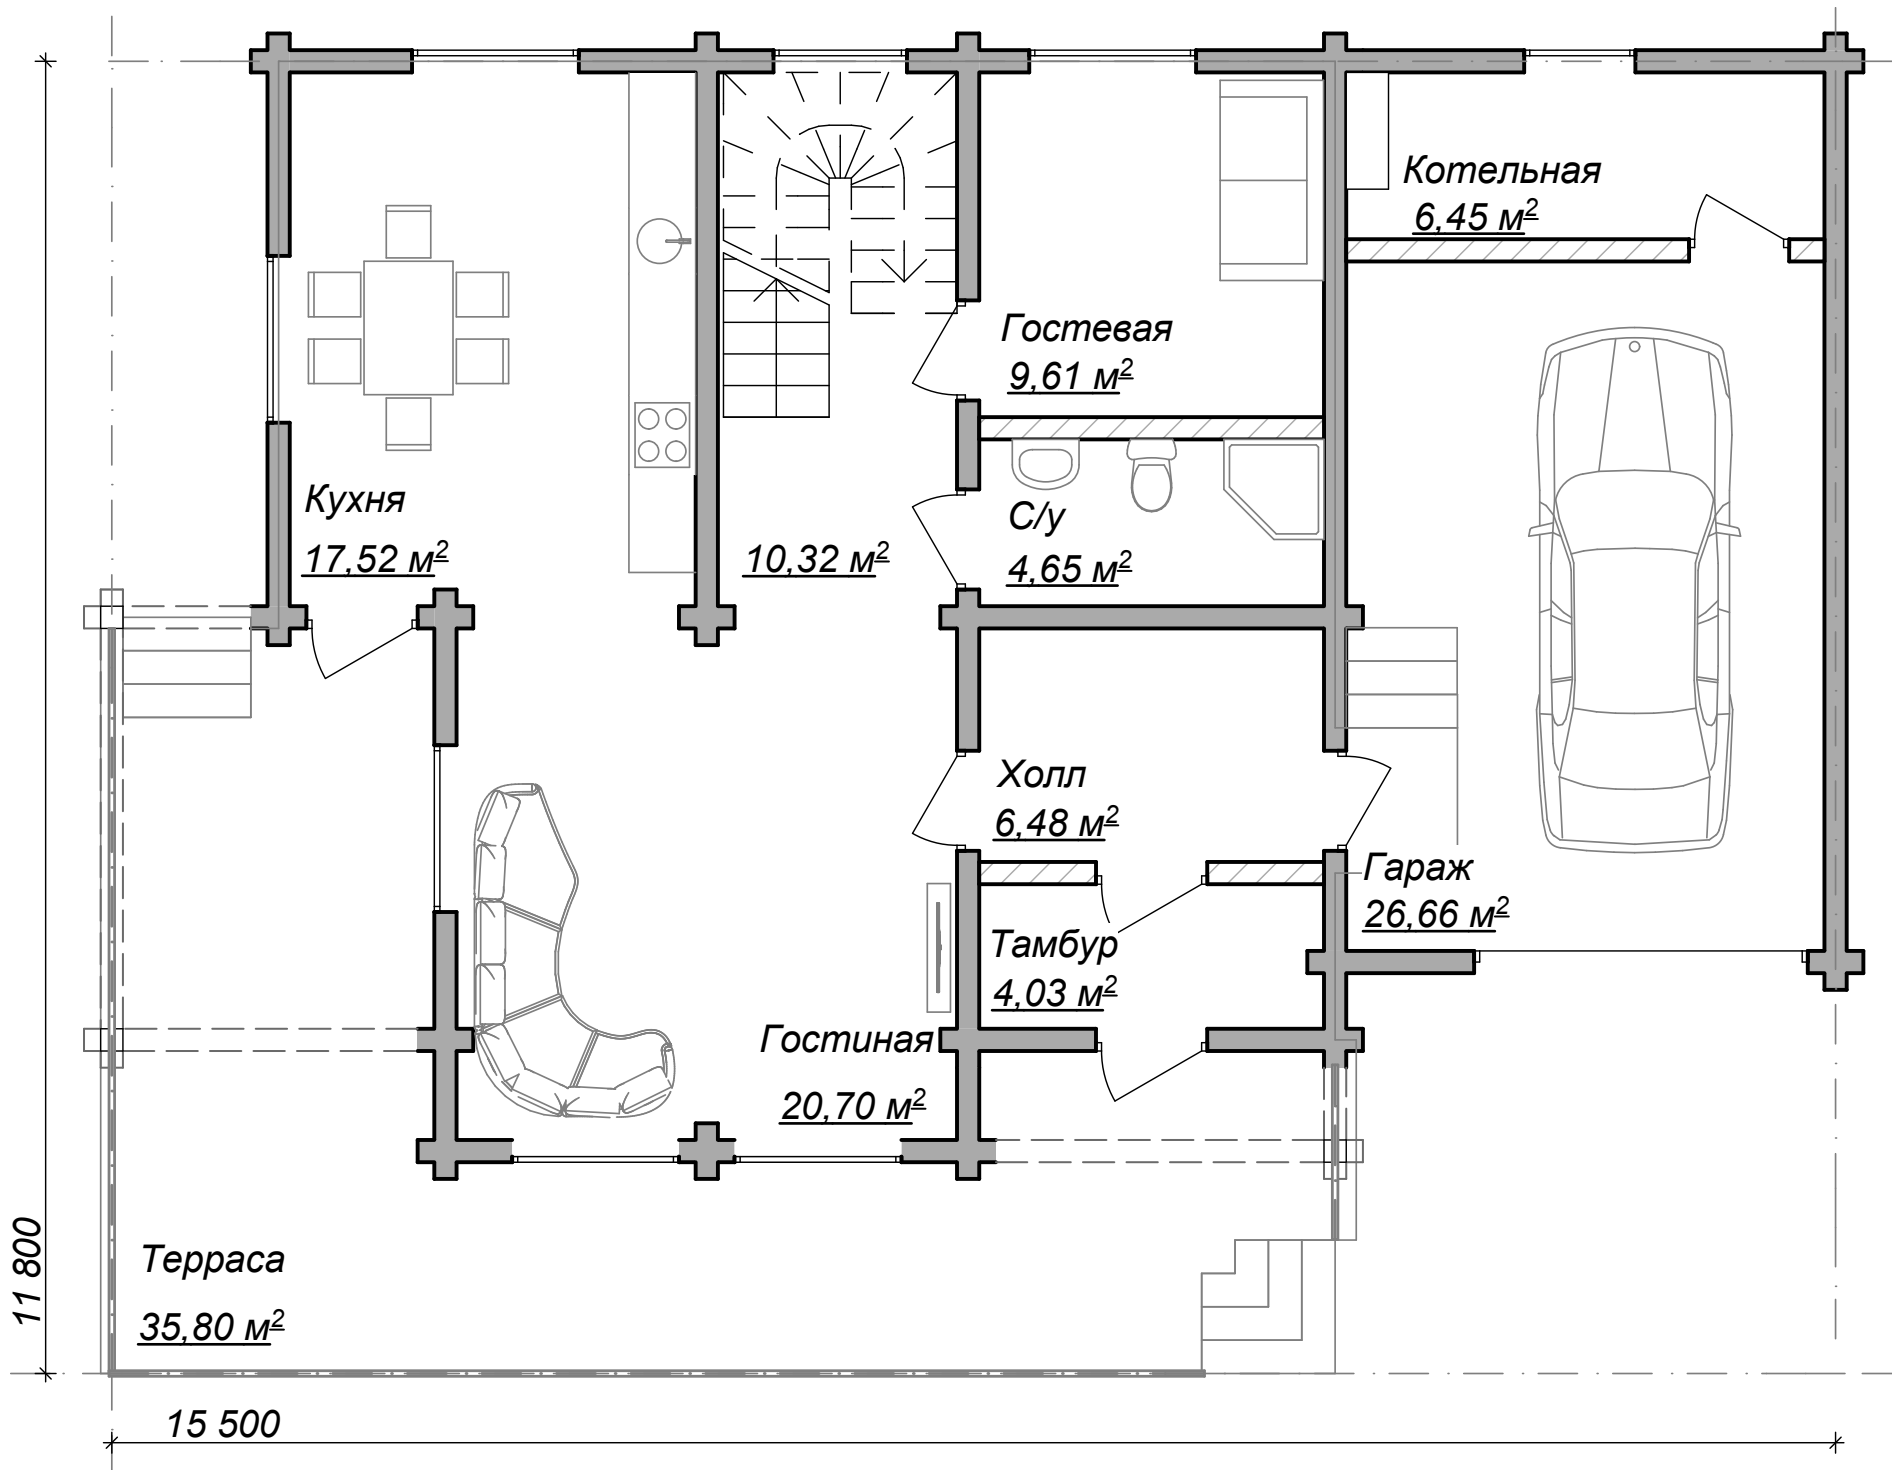 Котельная
6,45 м²
Гостевая
9,61 м²
Кухня
17,52 м²
10,32 м²
С/у
4,65 м²
Холл
6,48 м²
Гараж
26,66 м²
Тамбур
4,03 м²
Гостиная
20,70 м²
Терраса
35,80 м²
11 800
15 500